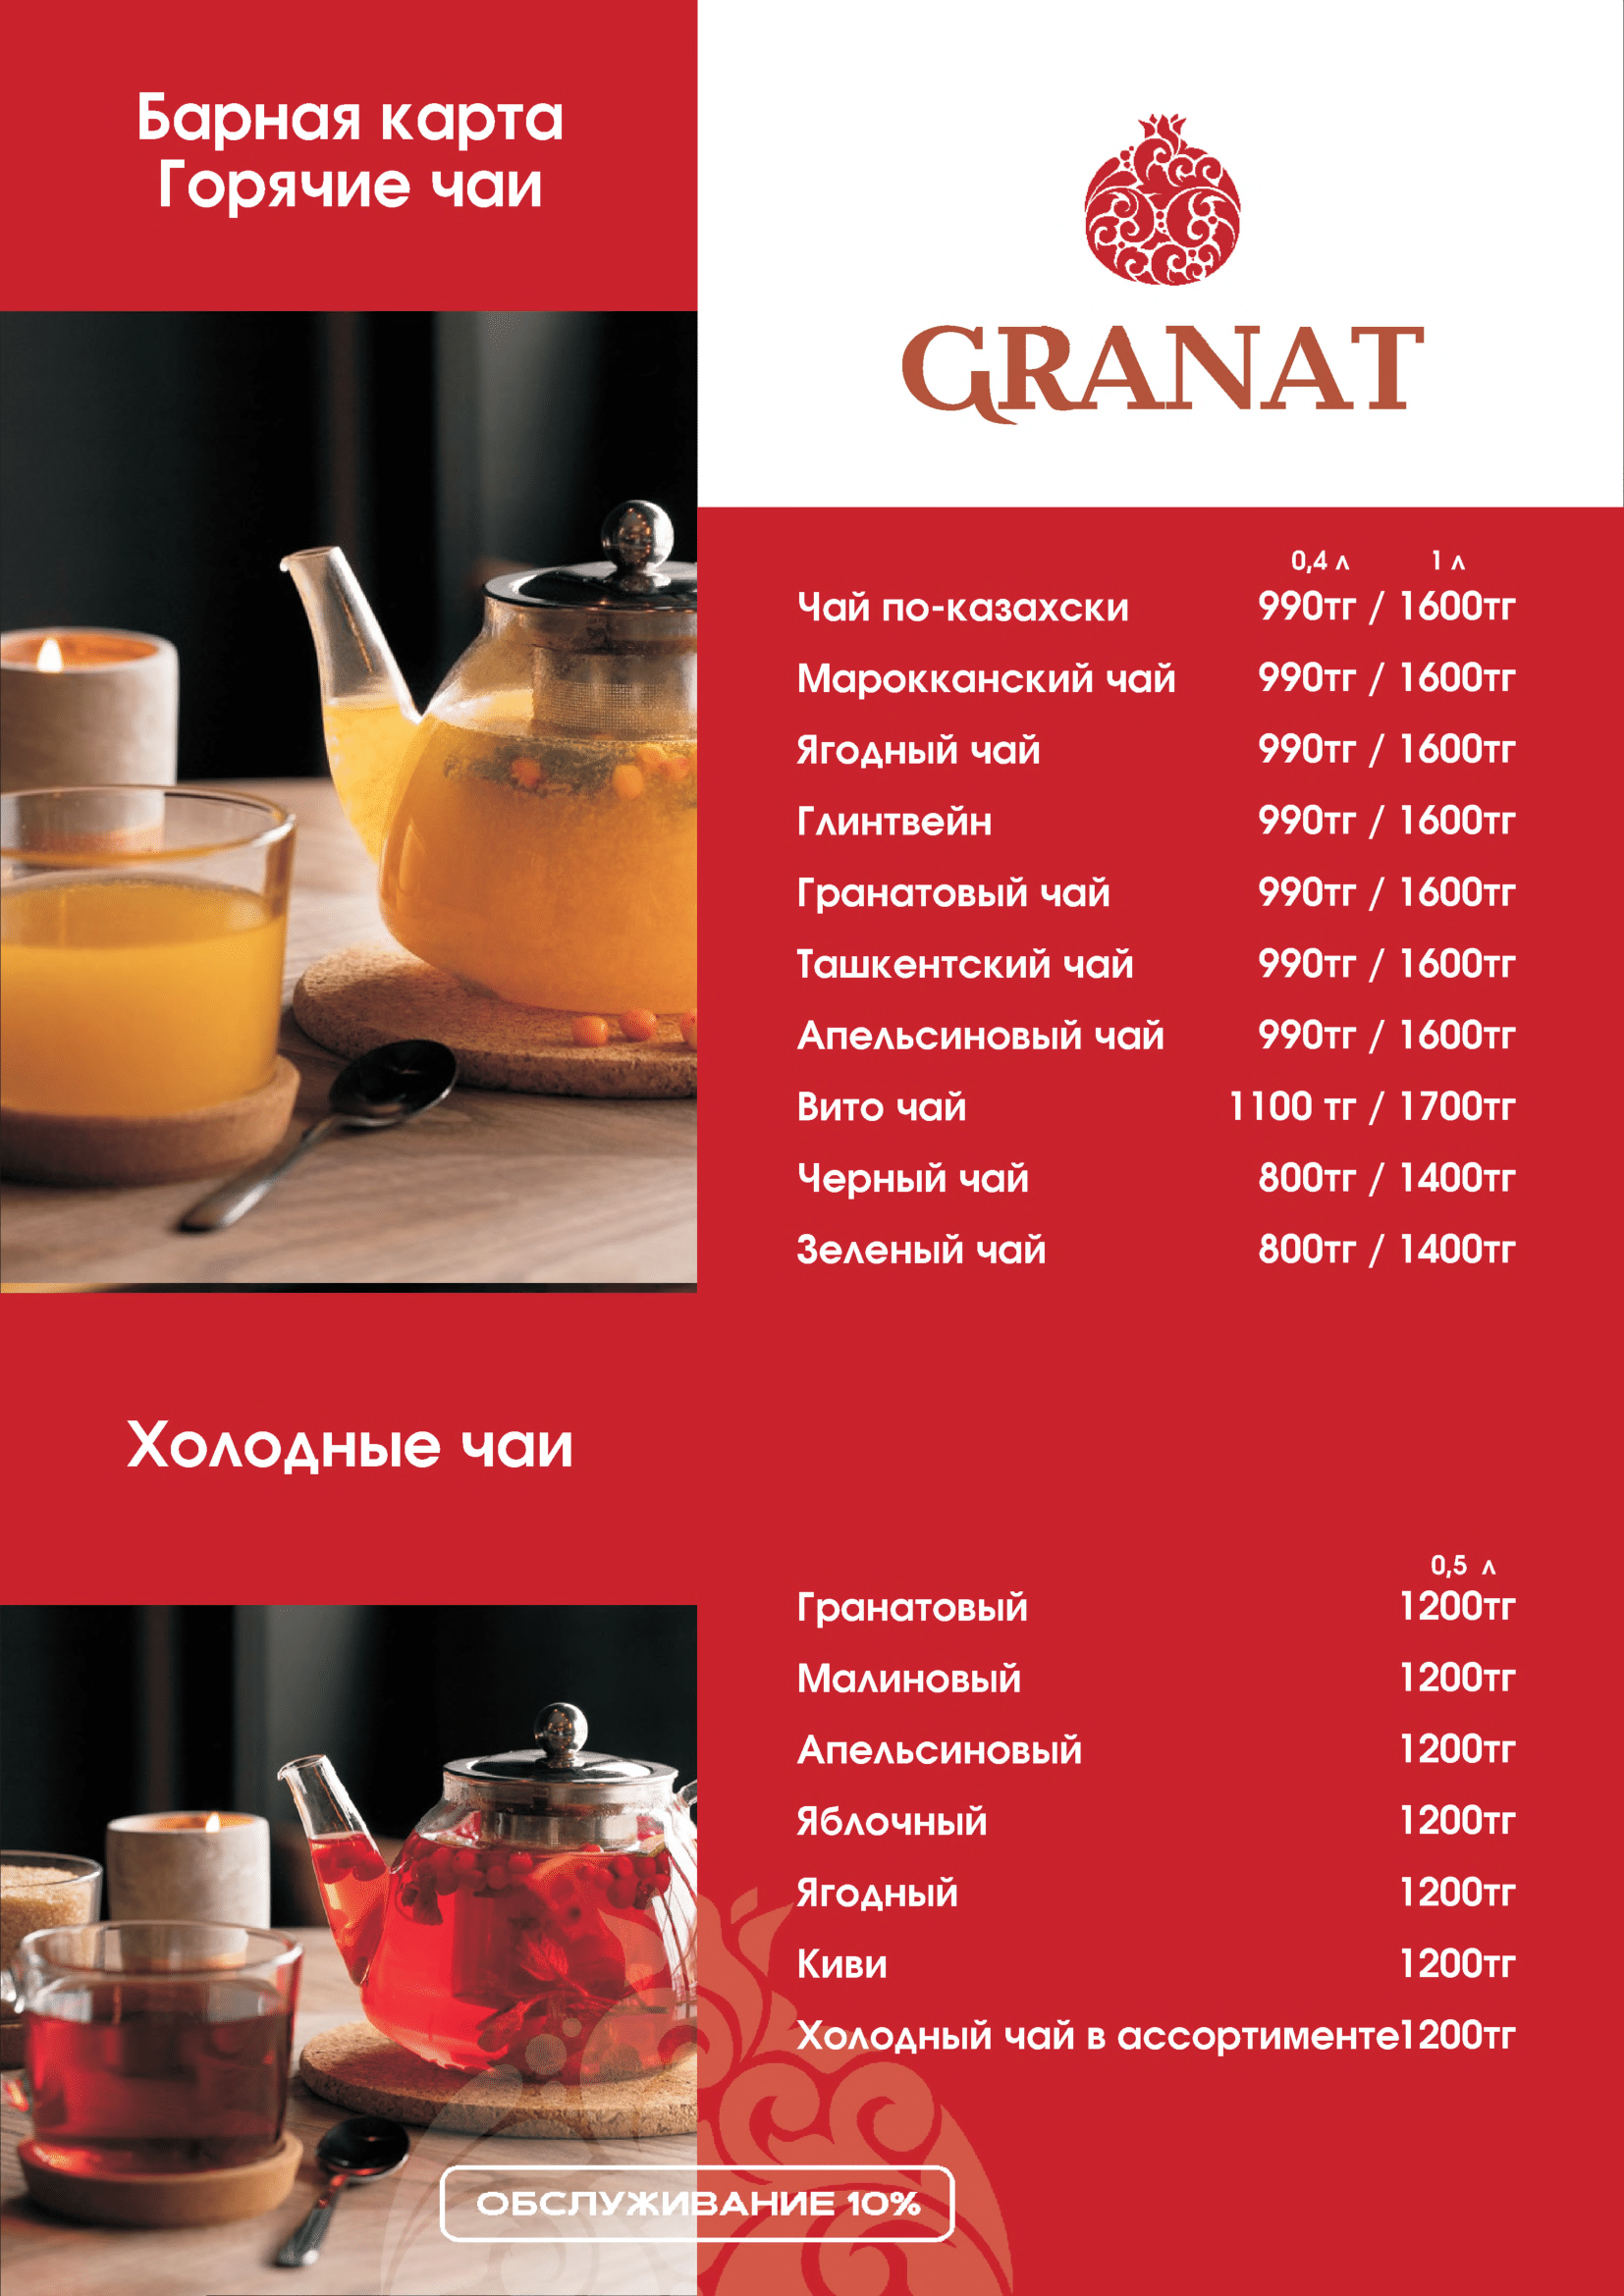 Барная карта
Горячие чаи
GRANAT
0,4 л 1 л
Чай по-казахски 990тг / 1600тг
Марокканский чай 990тг / 1600тг
Ягодный чай 990тг / 1600тг
Глинтвейн 990тг / 1600тг
Гранатовый чай 990тг / 1600тг
Ташкентский чай 990тг / 1600тг
Апельсиновый чай 990тг / 1600тг
Вито чай 1100 тг / 1700тг
Черный чай 800тг / 1400тг
Зеленый чай 800тг / 1400тг
Холодные чаи
0,5 л
Гранатовый 1200тг
Малиновый 1200тг
Апельсиновый 1200тг
Яблочный 1200тг
Ягодный 1200тг
Киви 1200тг
Холодный чай в ассортименте1200тг
ОБСЛУЖИВАНИЕ 10%